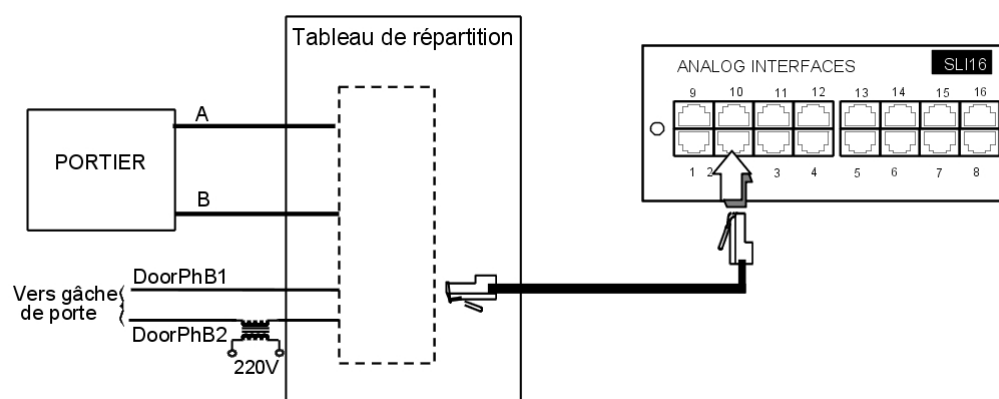 Tableau de répartition
A
PORTIER
B
DoorPhB1
Vers gâche
de porte
DoorPhB2
220V
ANALOG INTERFACES
SLI16
9 10 11 12 13 14 15 16
1 2 3 4 5 6 7 8